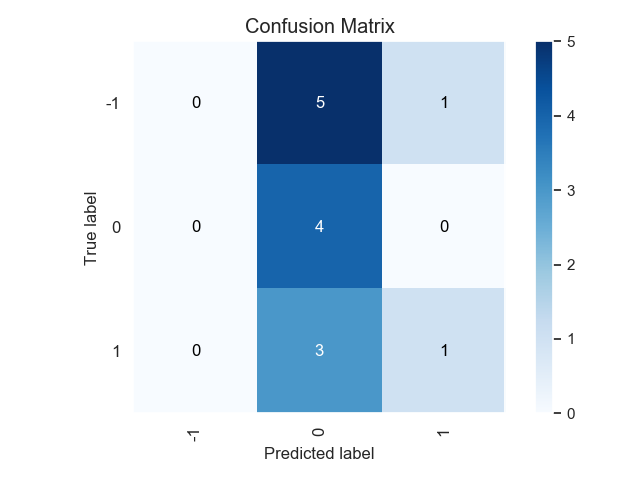 Confusion Matrix
-1 0 5 1
0 0 4 0
1 0 3 1
-1 0 1
True label
Predicted label
5
4
3
2
1
0